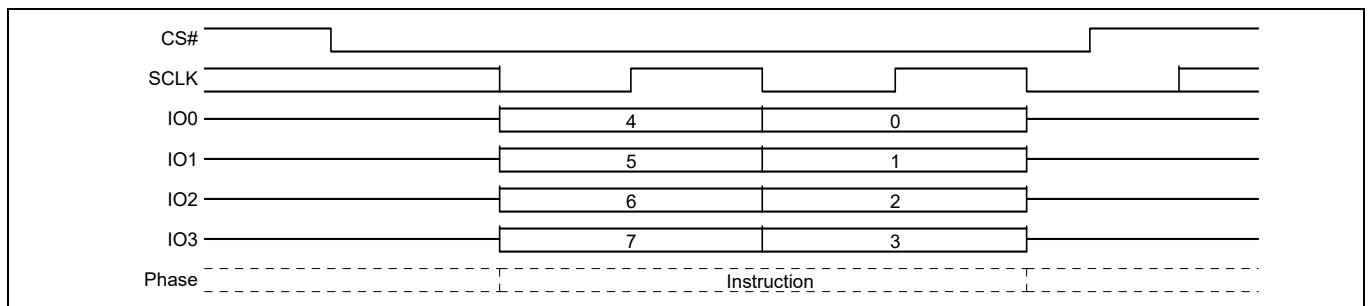 CS#
SCLK
IO0 4 0
IO1 5 1
IO2 6 2
IO3 7 3
Phase Instruction